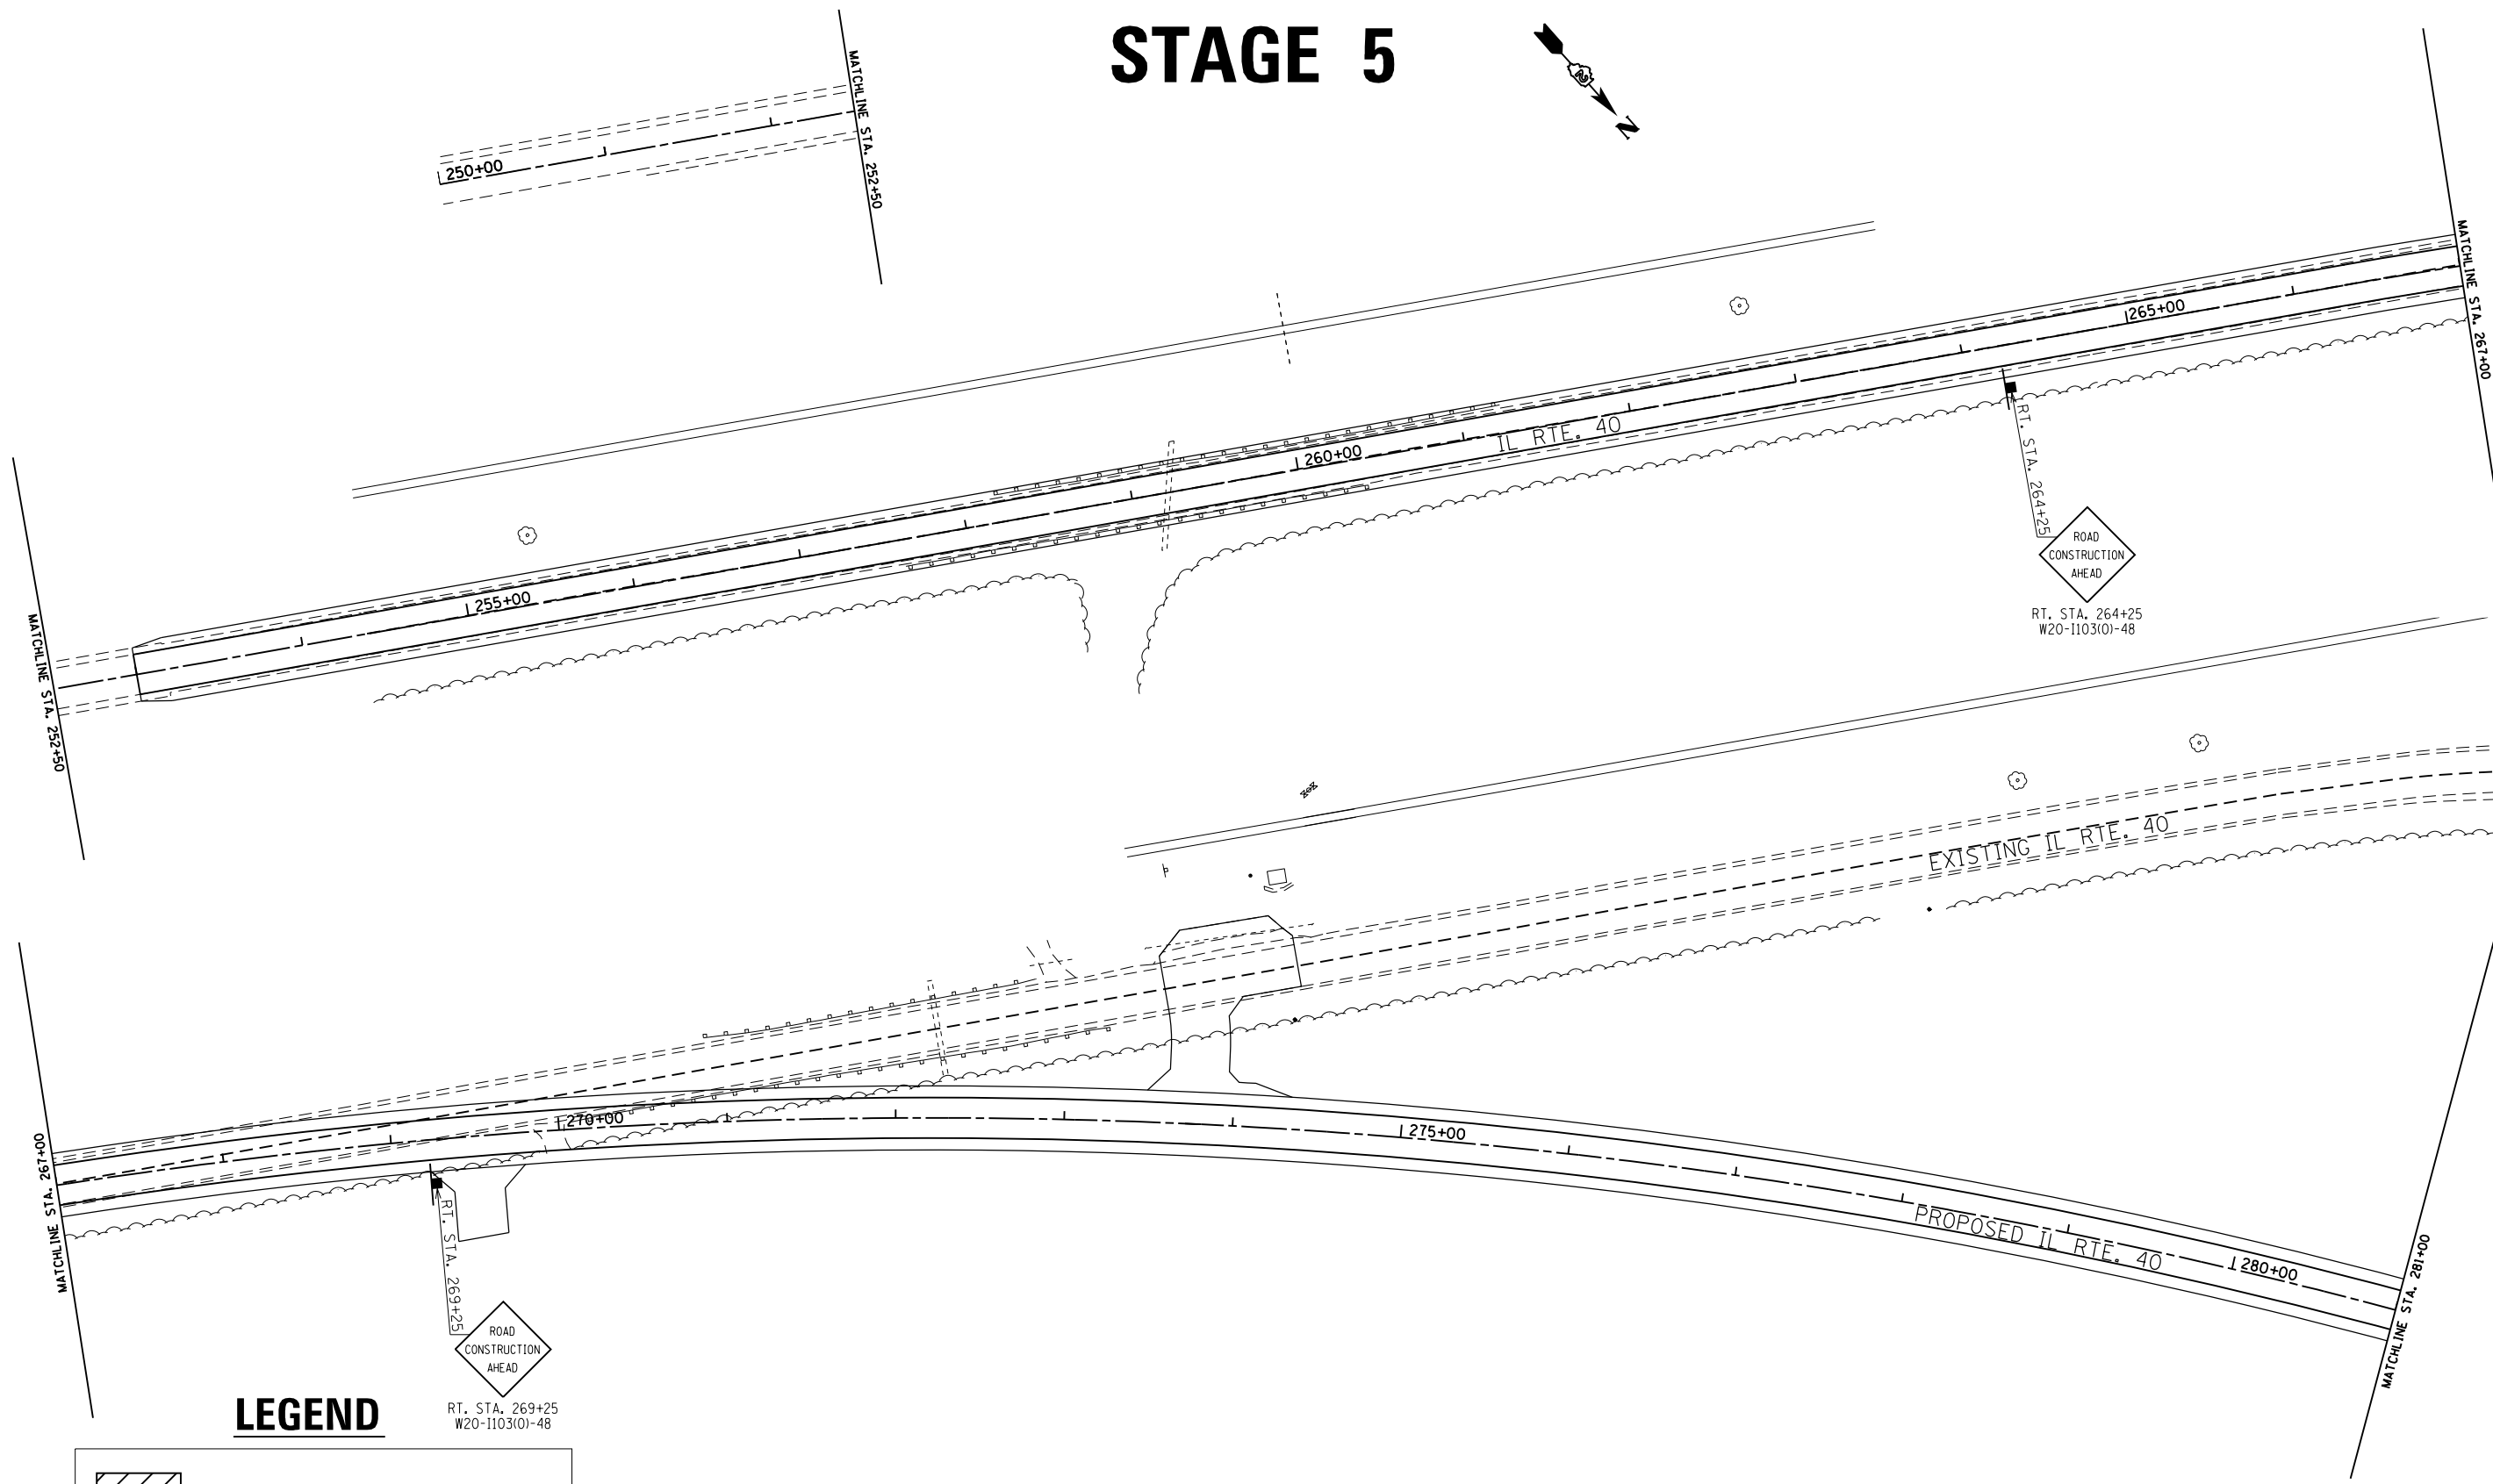 STAGE 5
N
MATCHLINE STA. 252+50
250+00
MATCHLINE STA. 267+00
265+00
IL RTE. 40
260+00
255+00
RT. STA. 264+25
ROAD
CONSTRUCTION
AHEAD
RT. STA. 264+25
W20-I103(O)-48
MATCHLINE STA. 252+50
EXISTING IL RTE. 40
MATCHLINE STA. 267+00
270+00
275+00
PROPOSED IL RTE. 40
280+00
MATCHLINE STA. 281+00
RT. STA. 269+25
ROAD
CONSTRUCTION
AHEAD
RT. STA. 269+25
W20-I103(O)-48
LEGEND